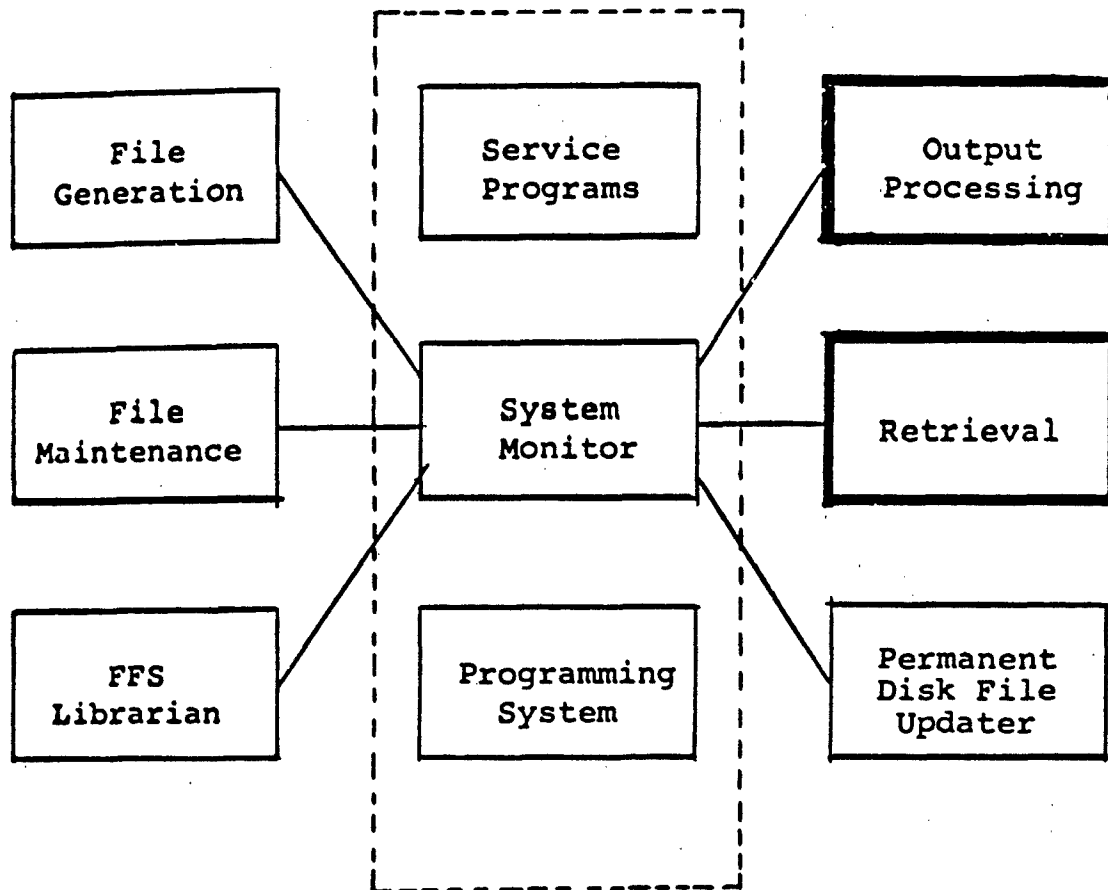 File
Generation
Service
Programs
Output
Processing
File
Maintenance
System
Monitor
Retrieval
FFS
Librarian
Programming
System
Permanent
Disk File
Updater